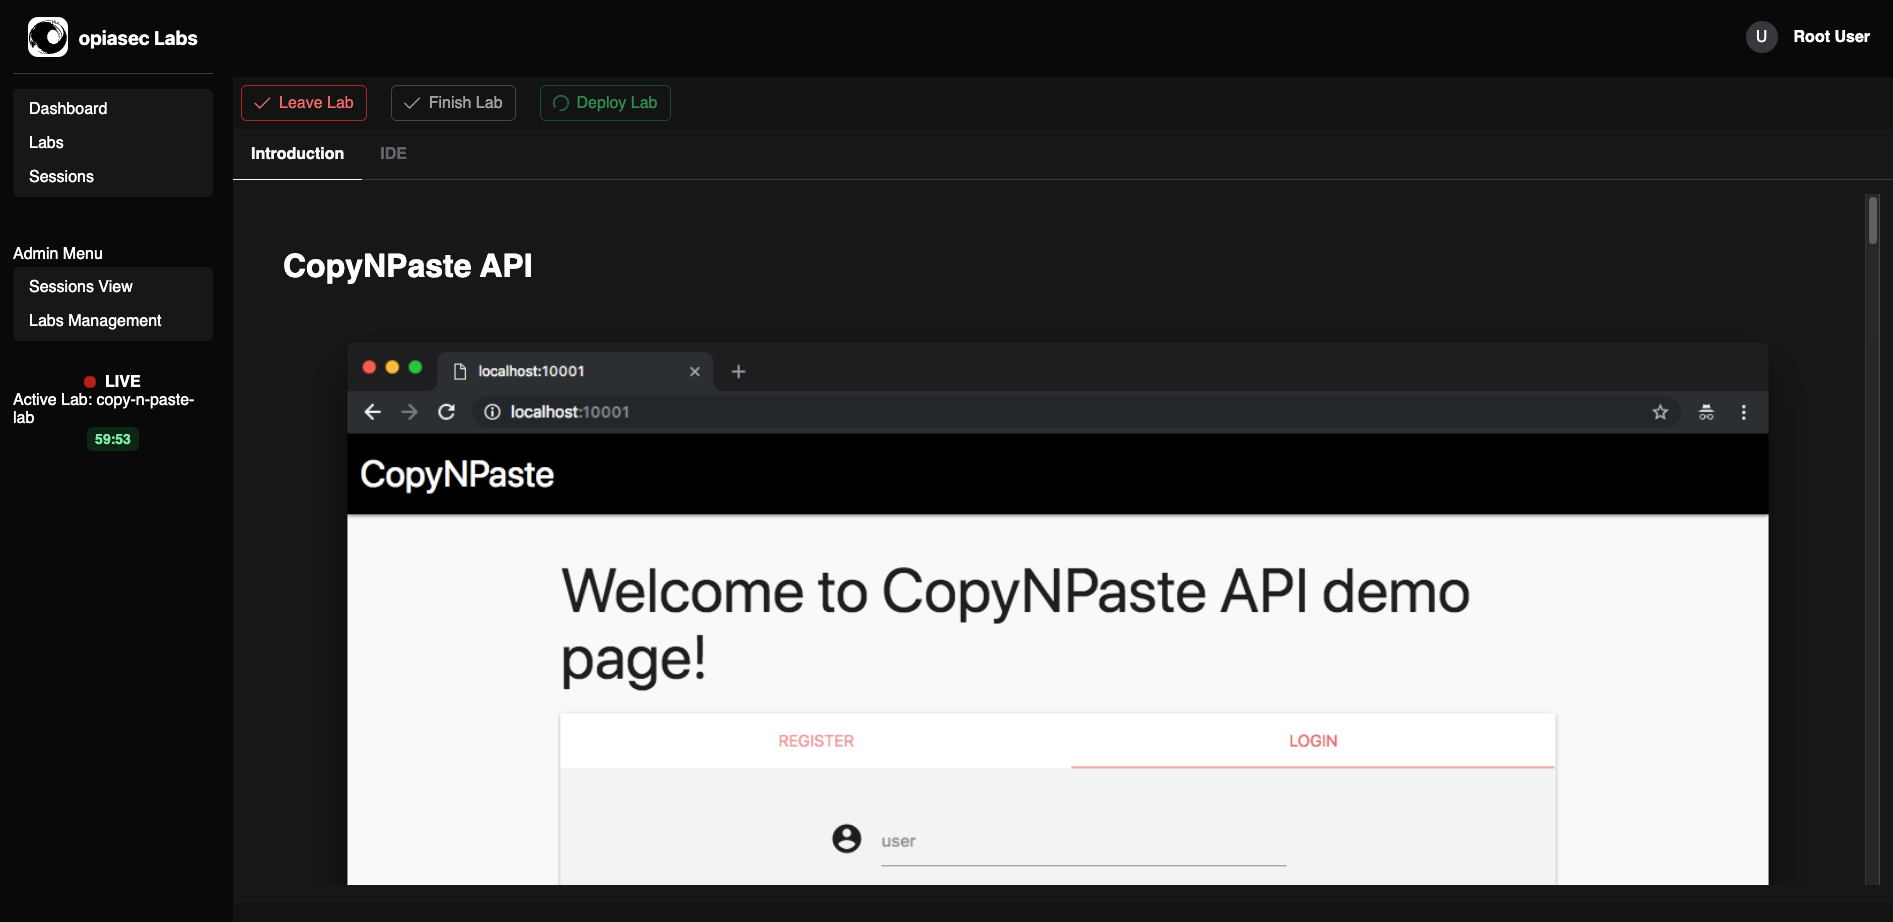 opiasec Labs
U
Root User
Dashboard
Labs
Sessions
Admin Menu
Sessions View
Labs Management
LIVE
Active Lab: copy-n-paste-
lab
59:53
Leave Lab
Finish Lab
Deploy Lab
Introduction
IDE
CopyNPaste API
localhost:10001
localhost:10001
CopyNPaste
Welcome to CopyNPaste API demo
page!
REGISTER
LOGIN
user